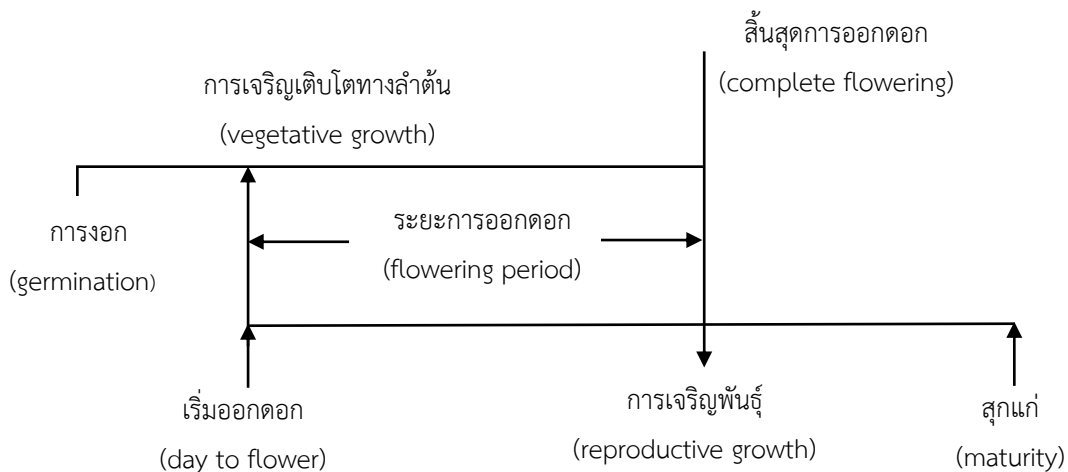 สิ้นสุดการออกดอก
(complete flowering)
การเจริญเติบโตทางลำต้น
(vegetative growth)
การงอก
(germination)
ระยะการออกดอก
(flowering period)
เริ่มออกดอก
(day to flower)
การเจริญพันธุ์
(reproductive growth)
สุกแก่
(maturity)